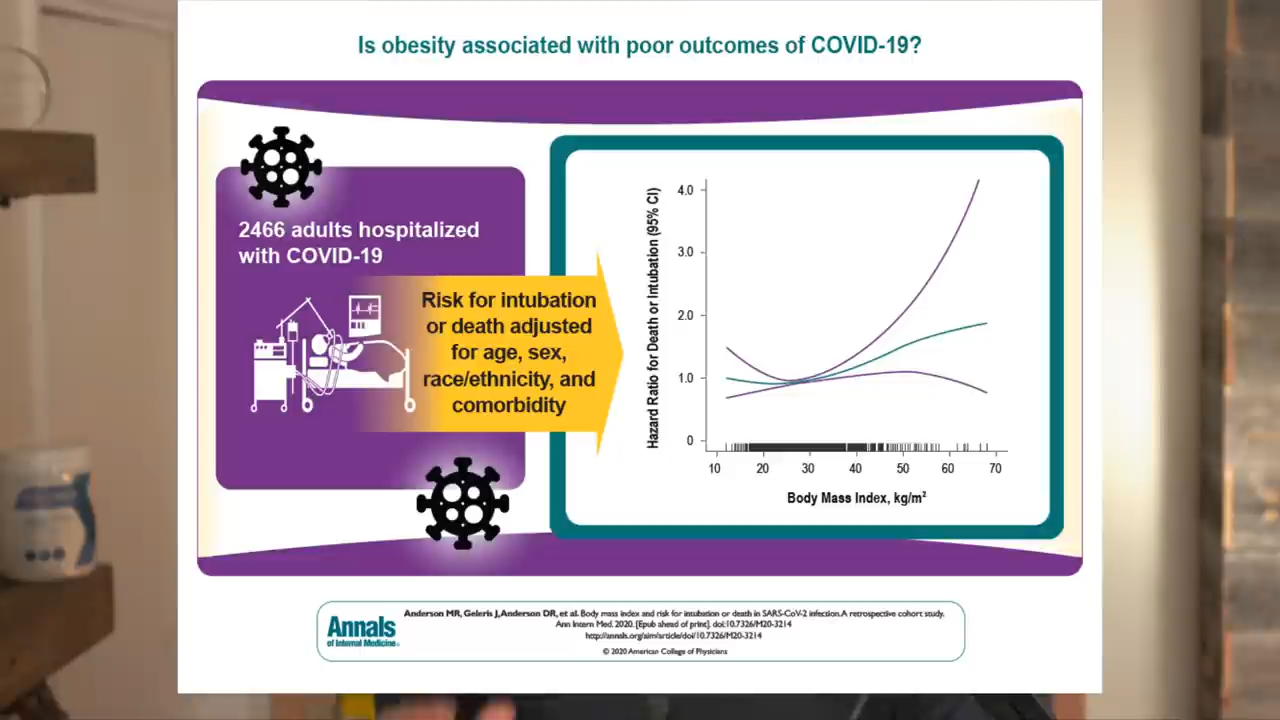 Is obesity associated with poor outcomes of COVID-19?
2466 adults hospitalized
with COVID-19
Risk for intubation
or death adjusted
for age, sex,
race/ethnicity, and
comorbidity
Hazard Ratio for Death or Intubation (95% CI)
4.0
3.0
2.0
1.0
0
10 20 30 40 50 60 70
Body Mass Index, kg/m²
Annals
of Internal Medicine®
Anderson MR, Geleris J, Anderson DR, et al. Body mass index and risk for intubation or death in SARS-CoV-2 infection. A retrospective cohort study.
Ann Intern Med. 2020. [Epub ahead of print]. doi:10.7326/M20-3214
http://annals.org/aim/article/doi/10.7326/M20-3214
© 2020 American College of Physicians